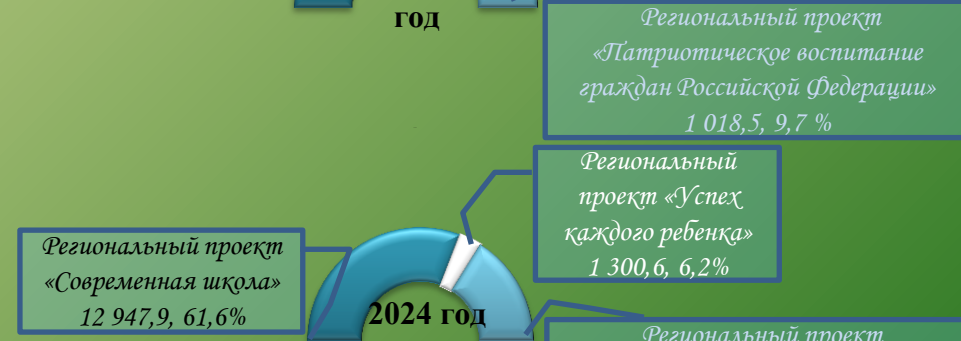 год
Региональный проект
«Патриотическое воспитание
граждан Российской Федерации»
1 018,5, 9,7 %
Региональный
проект «Успех
каждого ребенка»
1 300,6, 6,2%
Региональный проект
«Современная школа»
12 947,9, 61,6%
2024 год
Региональный проект